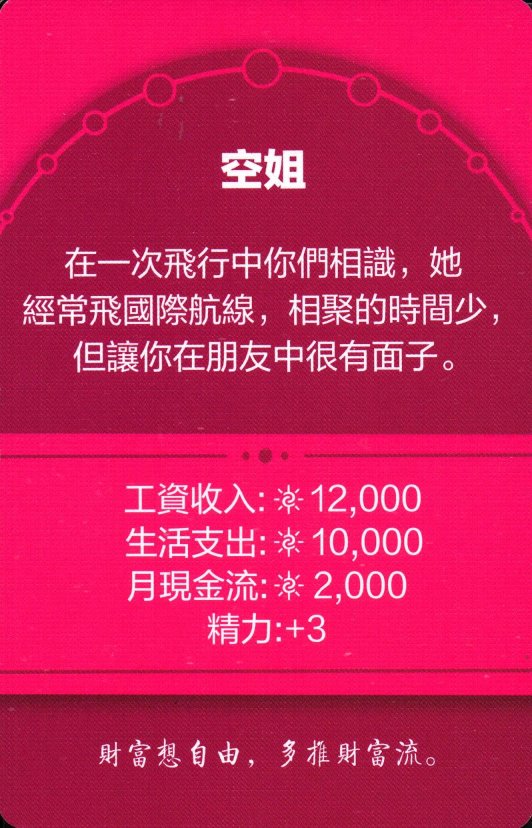 空姐
在一次飛行中你們相識，她
經常飛國際航線，相聚的時間少，
但讓你在朋友中很有面子。
工資收入: 12,000
生活支出: 10,000
月現金流: 2,000
精力:+3
財富想自由，多推財富流。